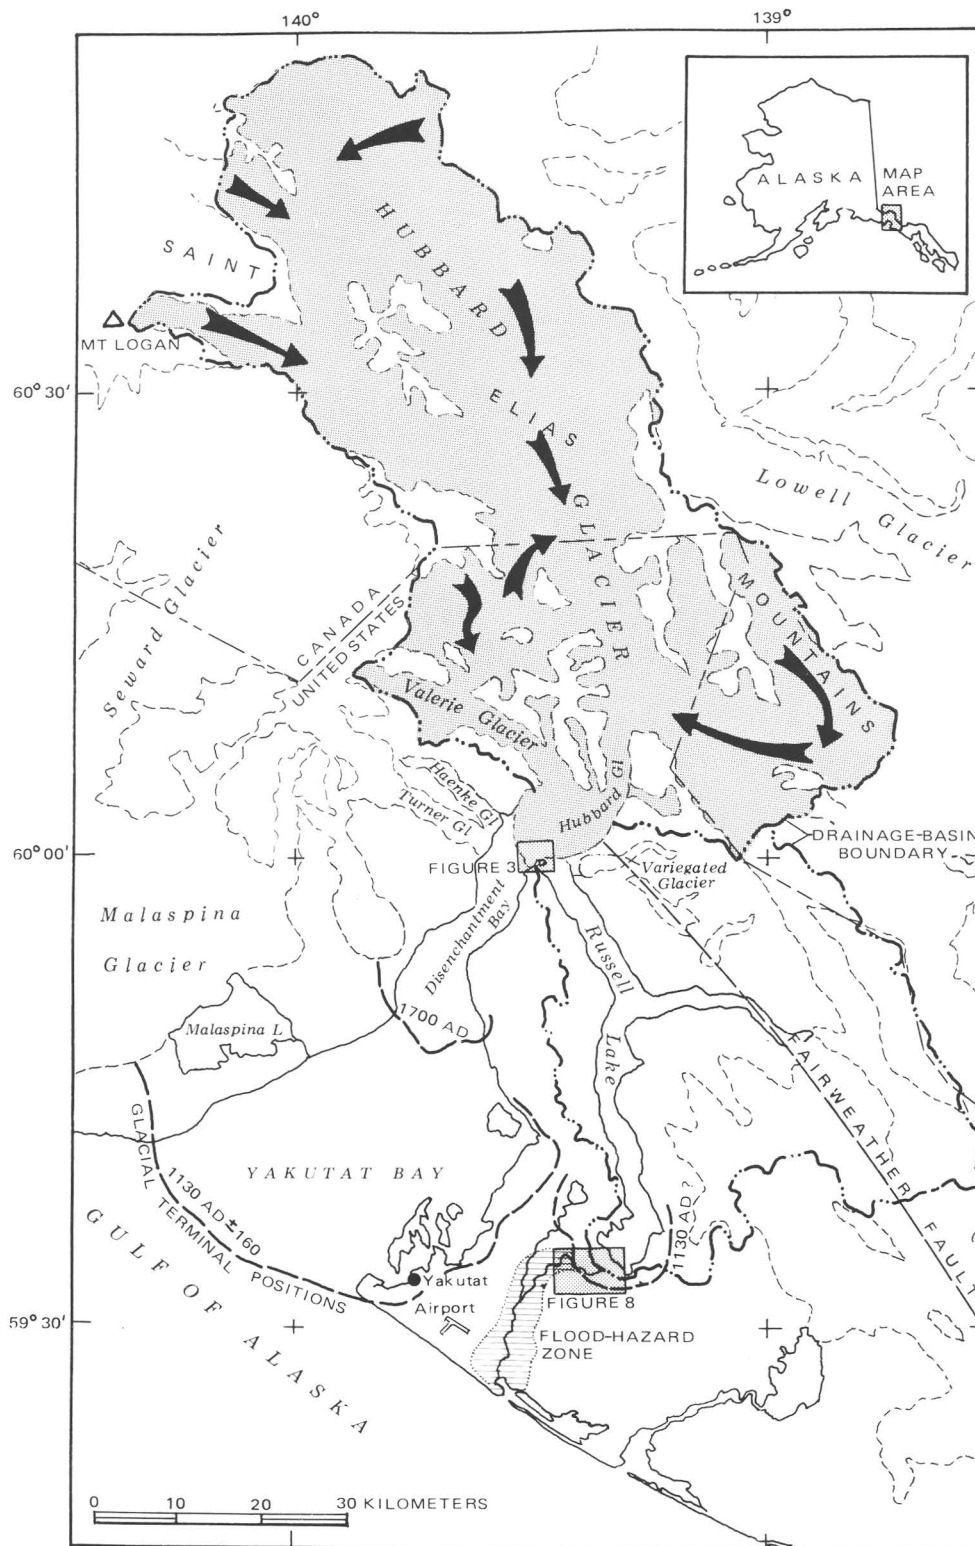 140°
139°
ALASKA
MAP
AREA
HUBBARD
SAINT
MT LOGAN
60° 30'
ELIAS
Lowell
Glacier
GLACIER
Seward Glacier
CANADA
UNITED STATES
MOUNTAINS
Valerie Glacier
Haenke Gl
Turner Gl
Hubbard Gl
DRAINAGE-BASIN
BOUNDARY
60° 00'
FIGURE 3
Variegated
Glacier
Malaspina
Glacier
Disenchantment
Bay
Russell
Lake
1700 AD
Malaspina L
FAIRWEATHER
FAULT
GLACIAL TERMINAL POSITIONS
1130 AD ± 160
YAKUTAT BAY
1130 AD ?
GULF OF ALASKA
Yakutat
Airport
FIGURE 8
59° 30'
FLOOD-HAZARD
ZONE
0 10 20 30 KILOMETERS
140°
139°